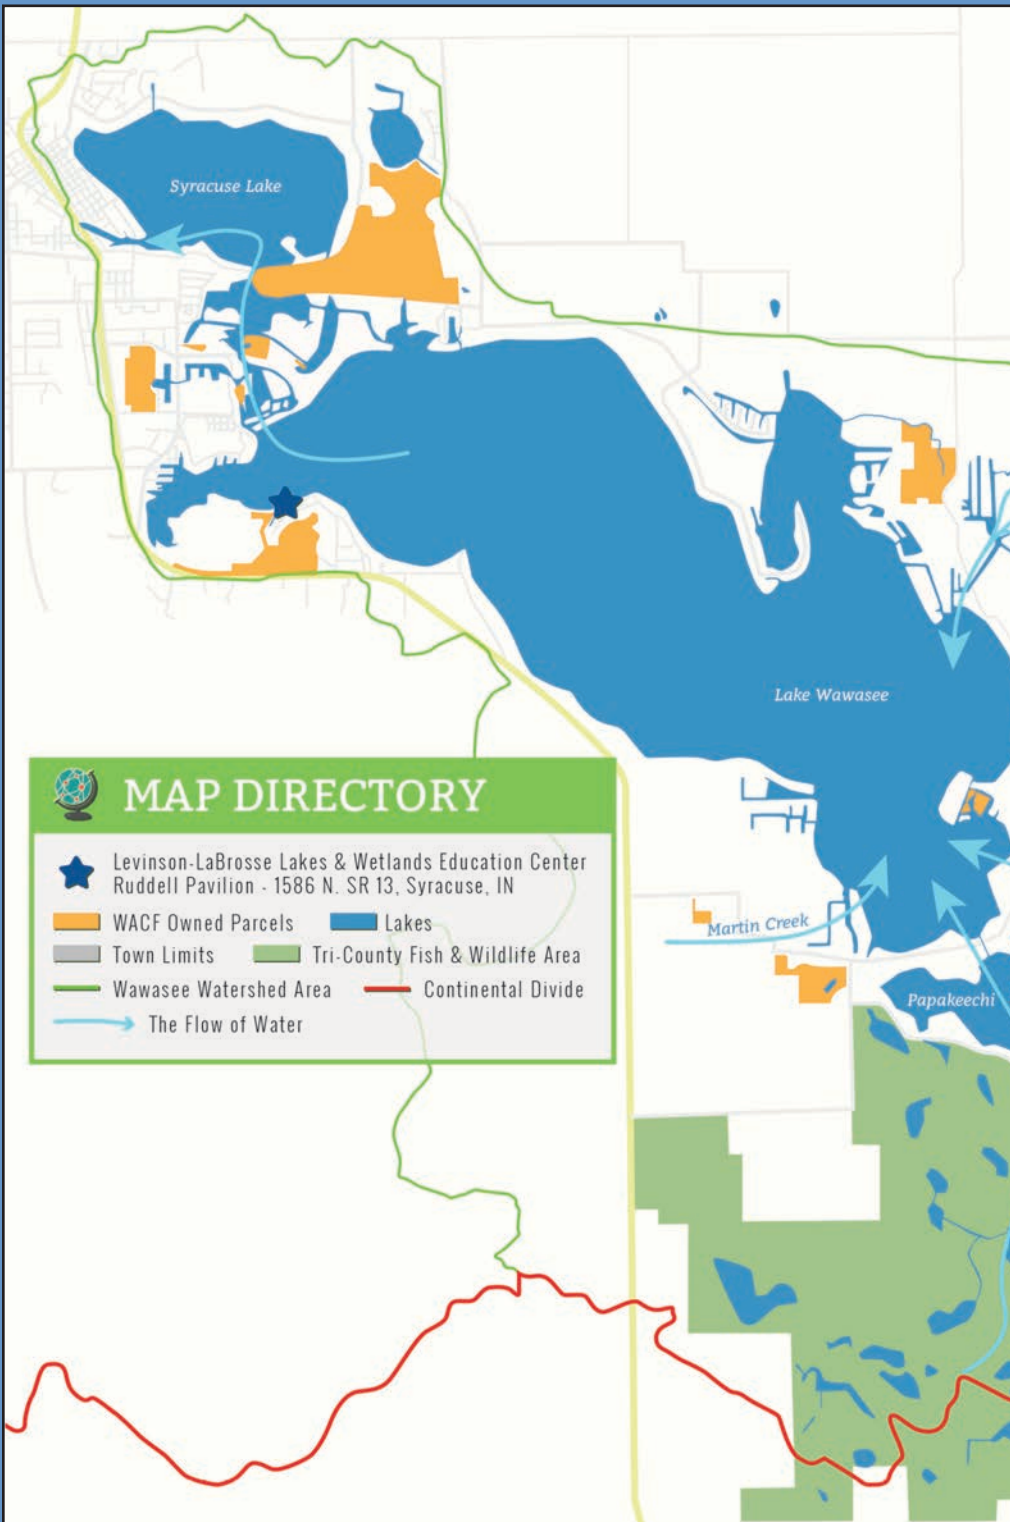 Syracuse Lake
Lake Wawasee
MAP DIRECTORY
Levinson-LaBrosse Lakes & Wetlands Education Center
Ruddell Pavilion - 1586 N. SR 13, Syracuse, IN
WACF Owned Parcels
Lakes
Town Limits
Tri-County Fish & Wildlife Area
Wawasee Watershed Area
Continental Divide
The Flow of Water
Martin Creek
Papakeechi